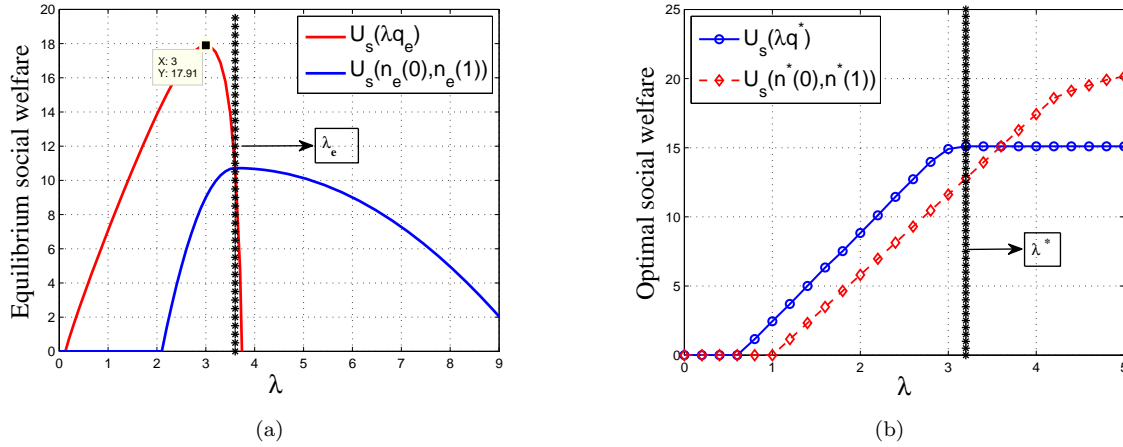 20
18
16
14
12
10
8
6
4
2
0
Equilibrium social welfare
X: 3
Y: 17.91
U_s(λq_e)
U_s(n_e(0),n_e(1))
λ_e
0 1 2 3 4 5 6 7 8 9
λ
(a)
25
20
15
10
5
0
Optimal social welfare
U_s(λq^*)
U_s(n^*(0),n^*(1))
λ^*
0 1 2 3 4 5
λ
(b)